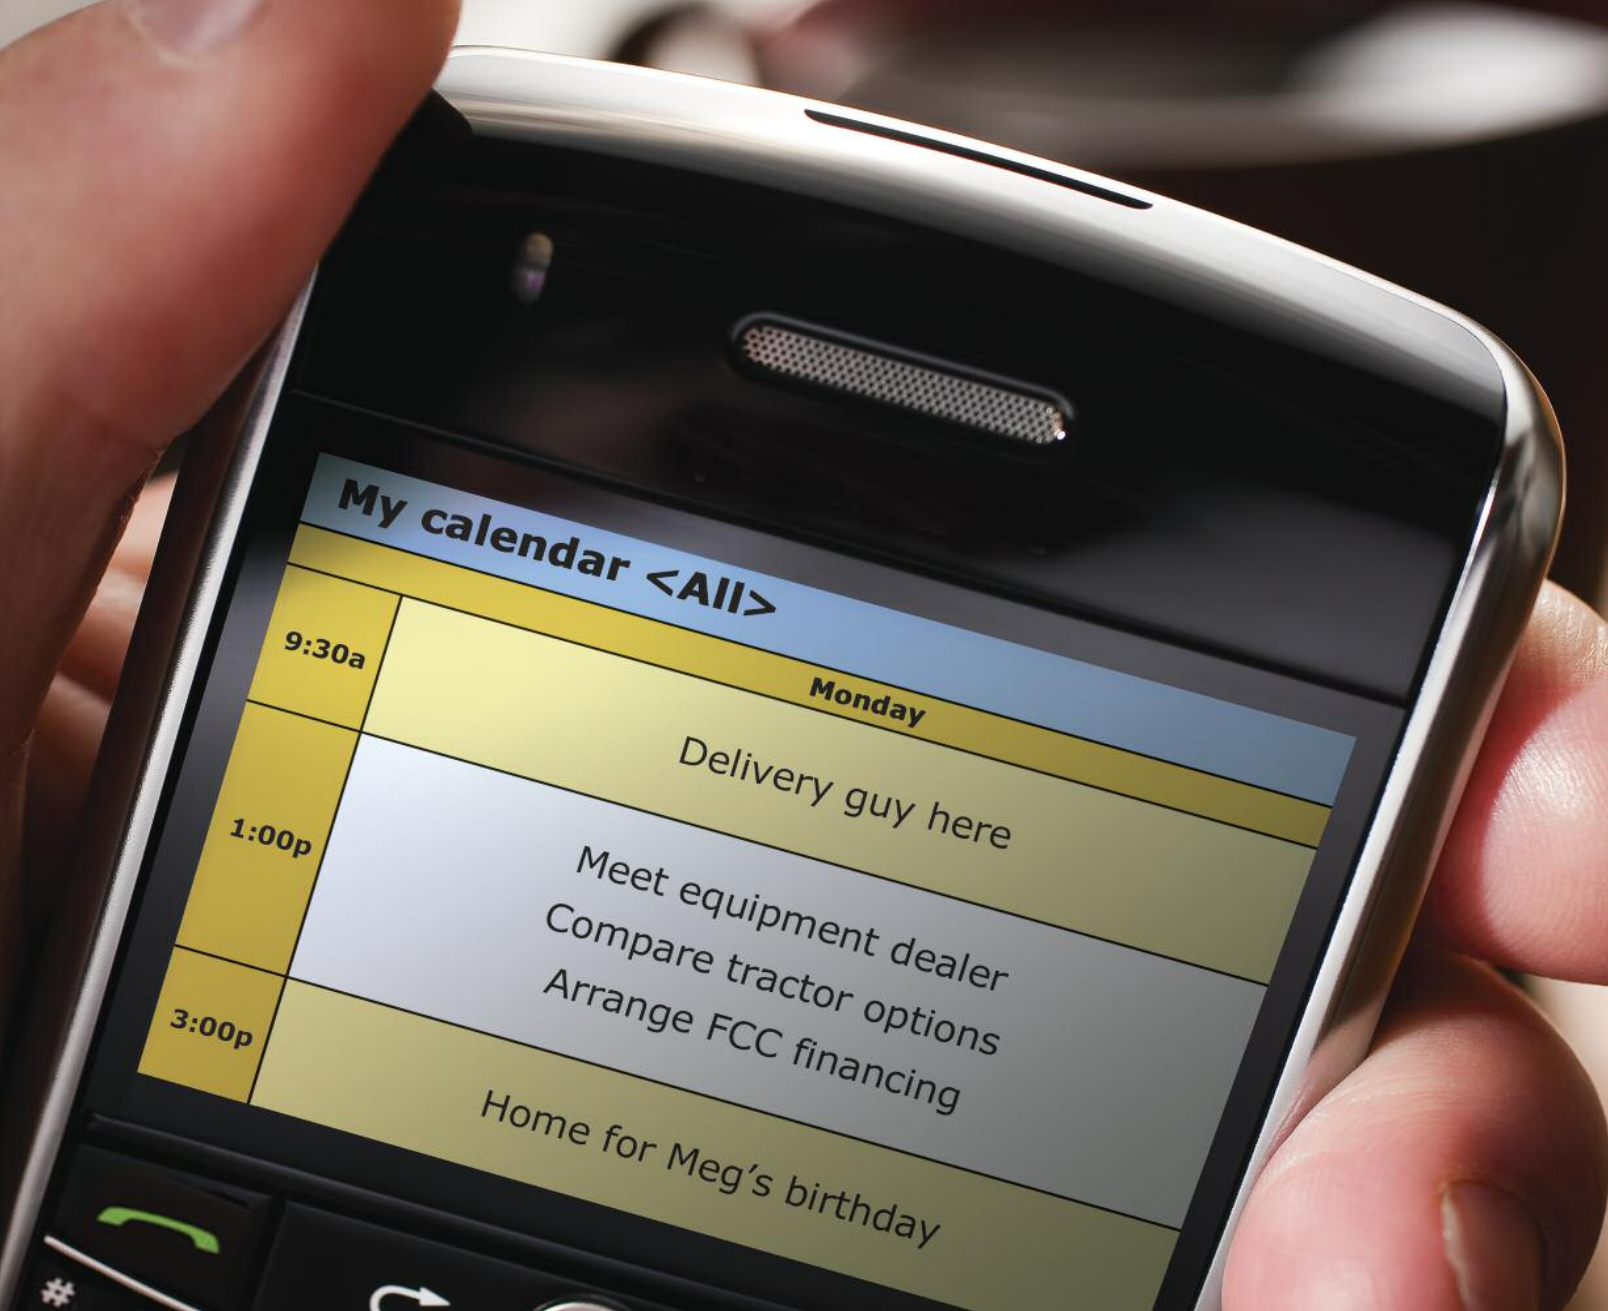 My calendar <All>
Monday
9:30a
Delivery guy here
1:00p
Meet equipment dealer
Compare tractor options
Arrange FCC financing
3:00p
Home for Meg’s birthday
#